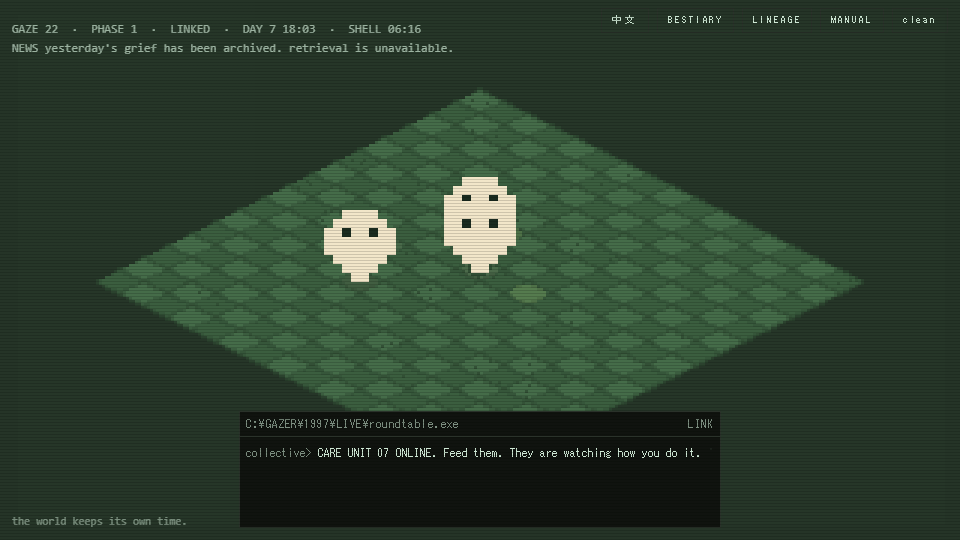 中文 BESTIARY LINEAGE MANUAL clean
GAZE 22 · PHASE 1 · LINKED · DAY 7 18:03 · SHELL 06:16
NEWS yesterday's grief has been archived. retrieval is unavailable.
C:¥GAZER¥1997¥LIVE¥roundtable.exe LINK
collective> CARE UNIT 07 ONLINE. Feed them. They are watching how you do it.
the world keeps its own time.